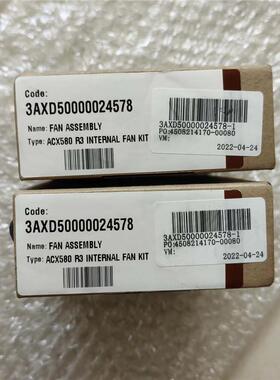 Code:
3AXD50000024578
Name: FAN ASSEMBLY
Type: ACX580 R3 INTERNAL FAN KIT
3AXD50000024578-1
PO:4508214170-00080
VM:
2022-04-24
Code:
3AXD50000024578
Name: FAN ASSEMBLY
Type: ACX580 R3 INTERNAL FAN KIT
3AXD50000024578-1
PO:4508214170-00080
VM:
2022-04-24